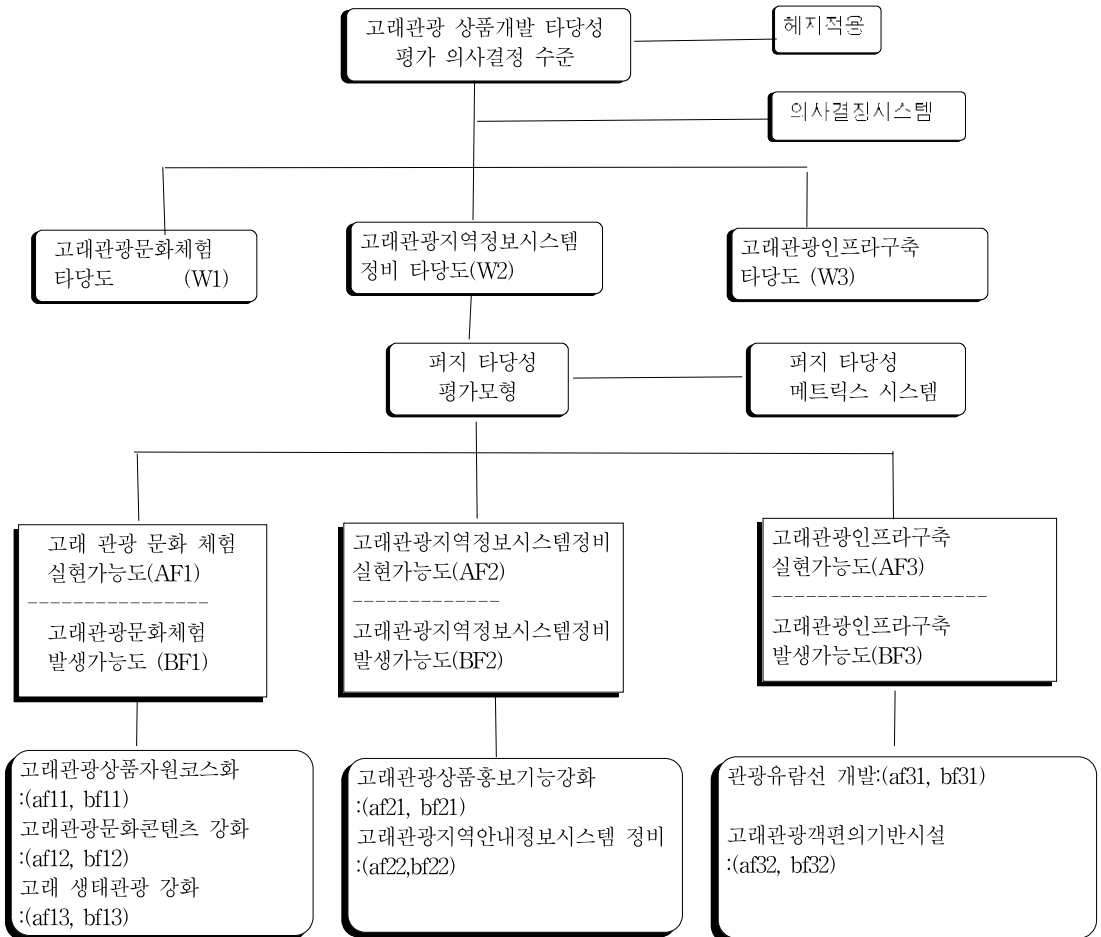 고래관광 상품개발 타당성
평가 의사결정 수준
헤지적용
의사결정시스템
고래관광문화체험
타당도 (W1)
고래관광지역정보시스템
정비 타당도(W2)
고래관광인프라구축
타당도 (W3)
퍼지 타당성
평가모형
퍼지 타당성
메트릭스 시스템
고래 관광 문화 체험
실현가능도(AF1)
----------------
고래관광문화체험
발생가능도 (BF1)
고래관광지역정보시스템정비
실현가능도(AF2)
-------------
고래관광지역정보시스템정비
발생가능도(BF2)
고래관광인프라구축
실현가능도(AF3)
-------------------
고래관광인프라구축
발생가능도(BF3)
고래관광상품자원코스화
:(af11, bf11)
고래관광문화콘텐츠 강화
:(af12, bf12)
고래 생태관광 강화
:(af13, bf13)
고래관광상품홍보기능강화
:(af21, bf21)
고래관광지역안내정보시스템 정비
:(af22,bf22)
관광유람선 개발:(af31, bf31)
고래관광객편의기반시설
:(af32, bf32)